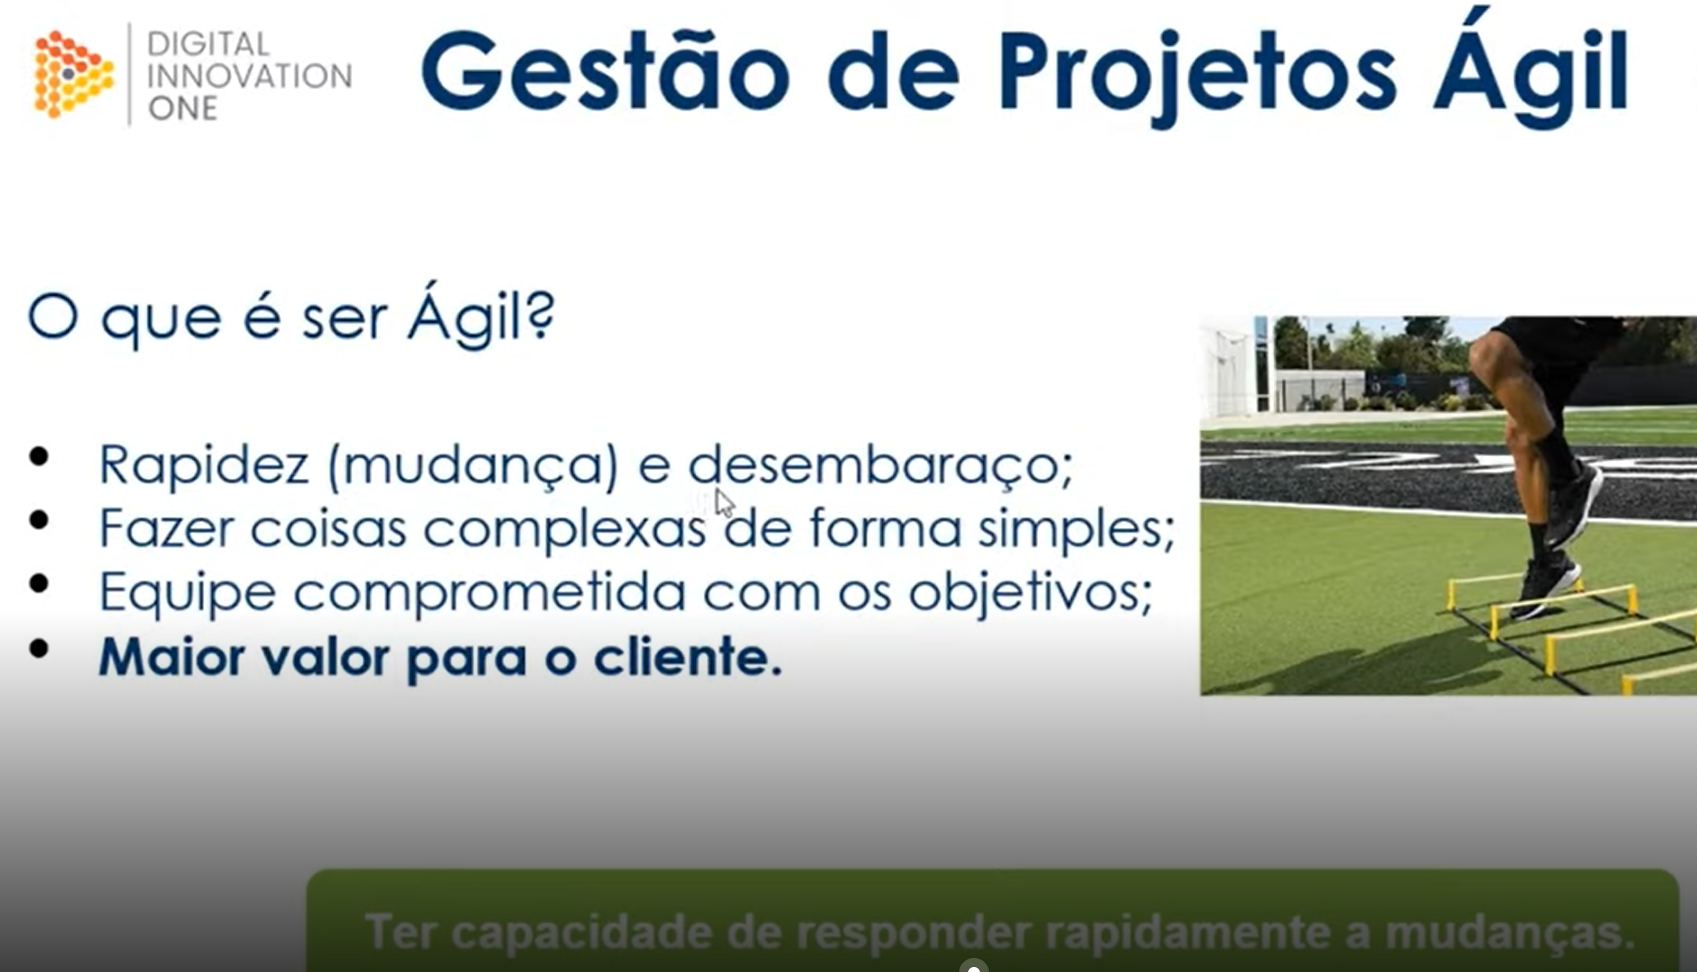 DIGITAL
INNOVATION
ONE
Gestão de Projetos Ágil
O que é ser Ágil?
• Rapidez (mudança) e desembaraço;
• Fazer coisas complexas de forma simples;
• Equipe comprometida com os objetivos;
• Maior valor para o cliente.
Ter capacidade de responder rapidamente a mudanças.